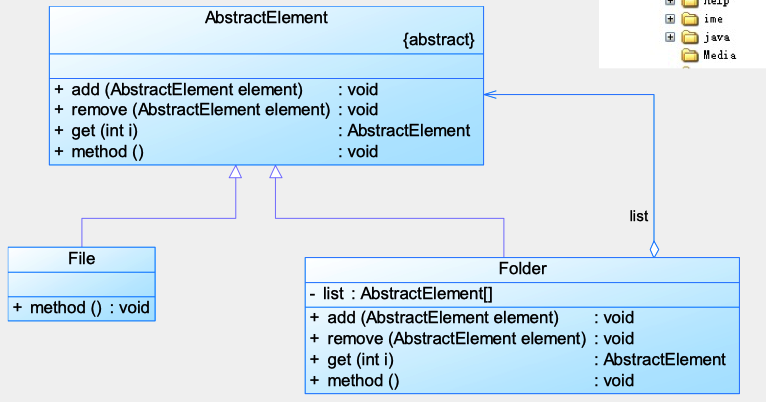 AbstractElement
{abstract}
+ add (AbstractElement element) : void
+ remove (AbstractElement element) : void
+ get (int i) : AbstractElement
+ method () : void
help
ime
java
Media
list
File
+ method () : void
Folder
- list : AbstractElement[]
+ add (AbstractElement element) : void
+ remove (AbstractElement element) : void
+ get (int i) : AbstractElement
+ method () : void